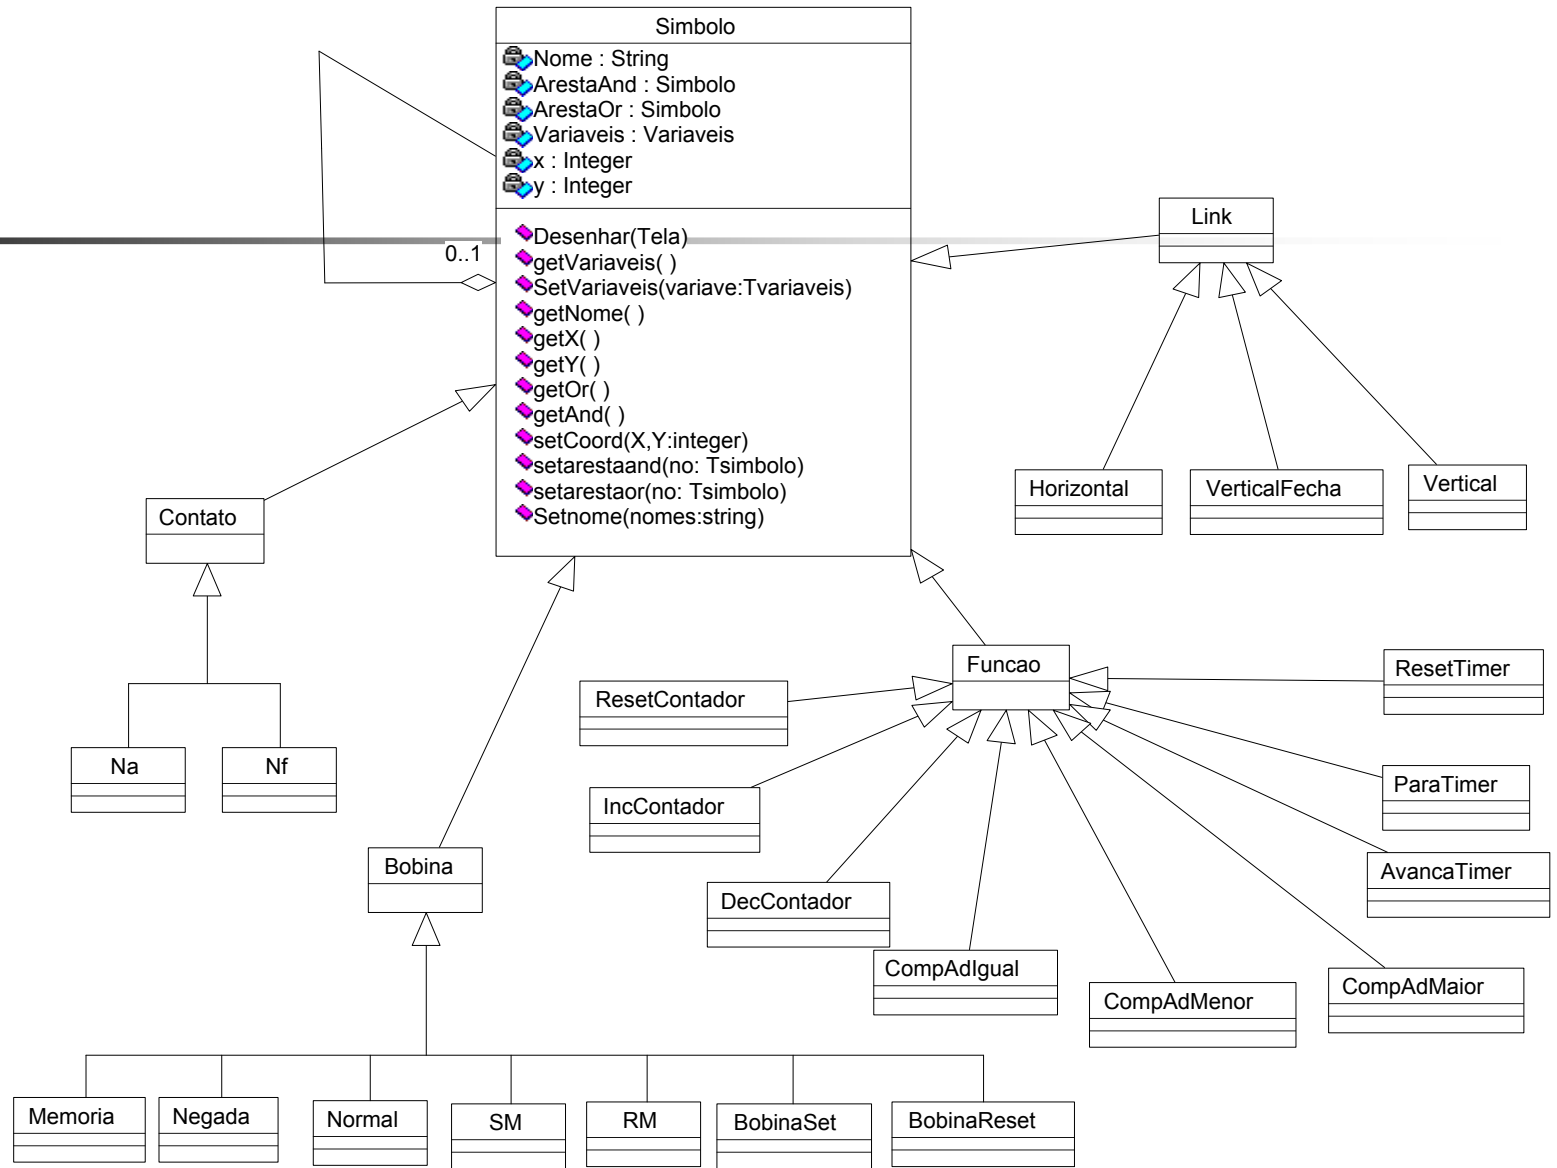 Simbolo
Nome : String
ArestaAnd : Simbolo
ArestaOr : Simbolo
Variaveis : Variaveis
x : Integer
y : Integer
Desenhar(Tela)
getVariaveis( )
SetVariaveis(variave:Tvariaveis)
getNome( )
getX( )
getY( )
getOr( )
getAnd( )
setCoord(X,Y:integer)
setarestaand(no: Tsimbolo)
setarestaor(no: Tsimbolo)
Setnome(nomes:string)
0..1
Link
Horizontal
VerticalFecha
Vertical
Contato
Na
Nf
Funcao
ResetContador
ResetTimer
IncContador
ParaTimer
Bobina
AvancaTimer
DecContador
CompAdIgual
CompAdMenor
CompAdMaior
Memoria
Negada
Normal
SM
RM
BobinaSet
BobinaReset